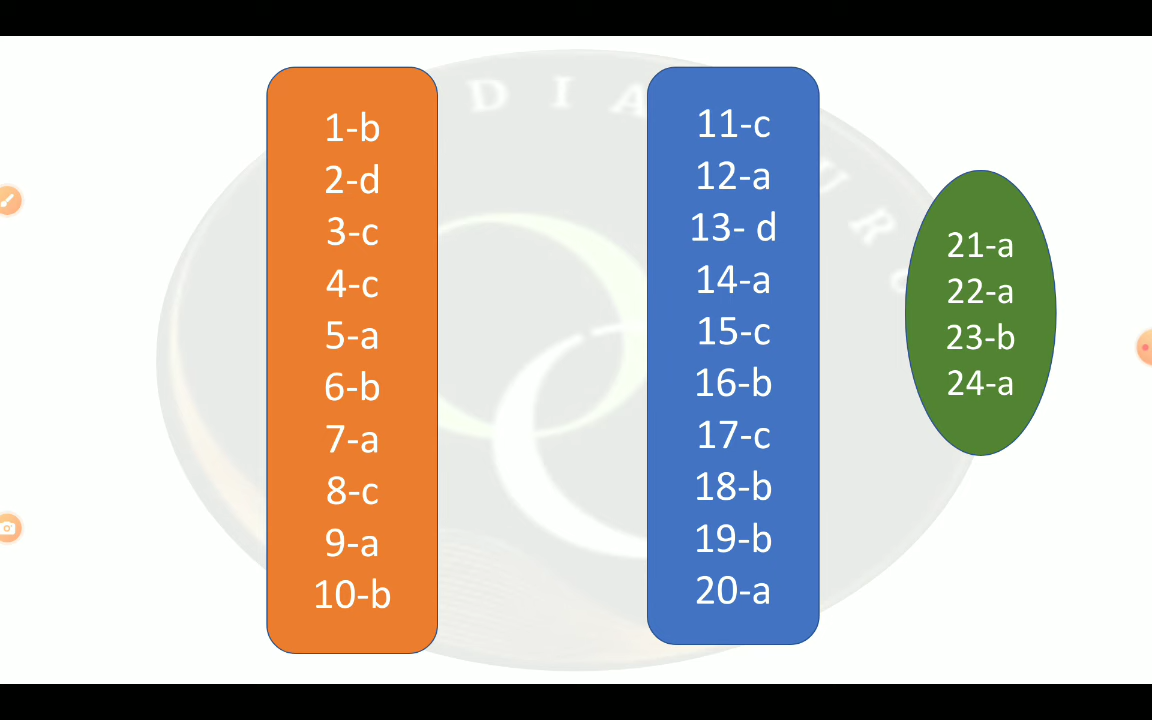 1-b
2-d
3-c
4-c
5-a
6-b
7-a
8-c
9-a
10-b
11-c
12-a
13- d
14-a
15-c
16-b
17-c
18-b
19-b
20-a
21-a
22-a
23-b
24-a